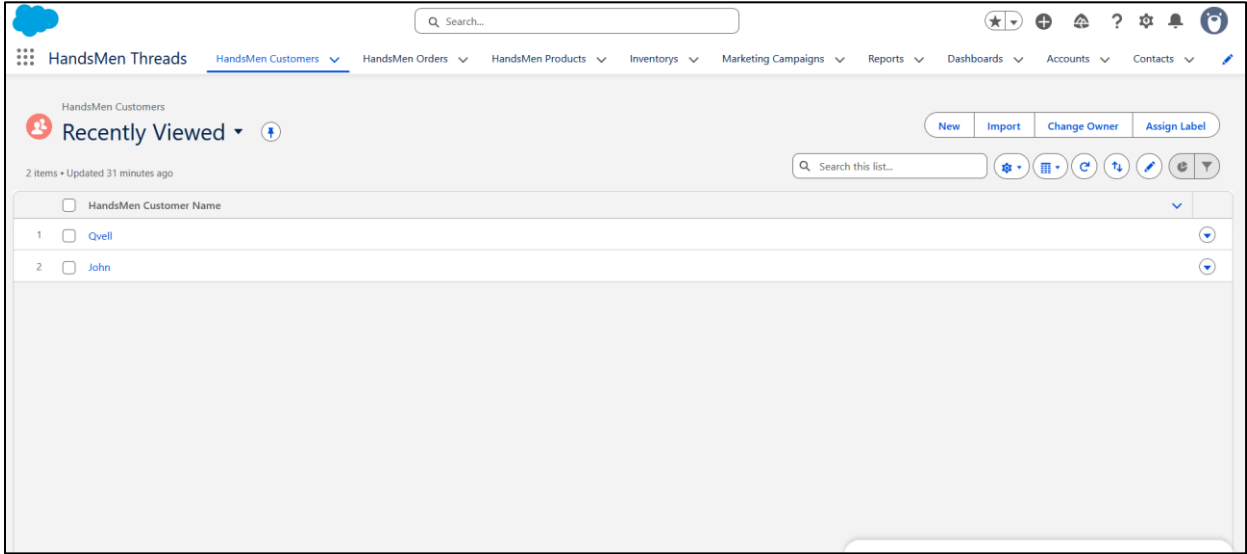 Search...
HandsMen Threads HandsMen Customers HandsMen Orders HandsMen Products Inventorys Marketing Campaigns Reports Dashboards Accounts Contacts
HandsMen Customers
Recently Viewed
New Import Change Owner Assign Label
2 items • Updated 31 minutes ago
Search this list...
HandsMen Customer Name
1 Qvell
2 John